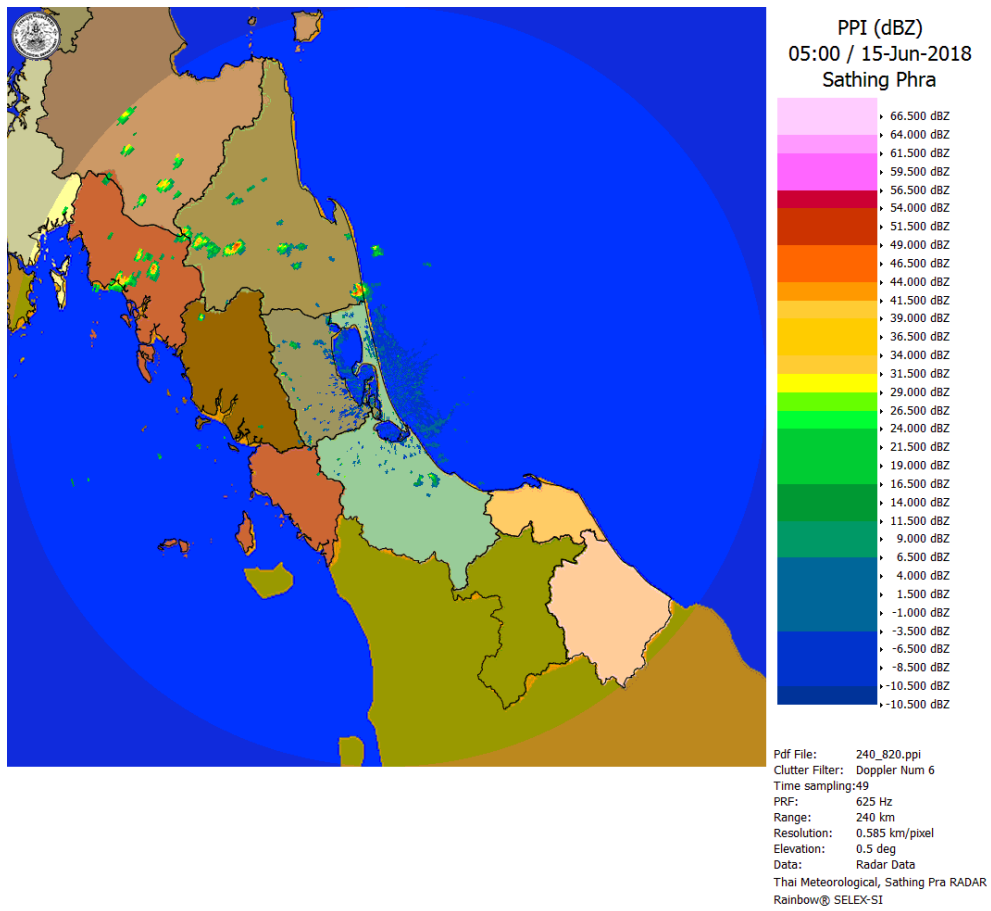 PPI (dBZ)
05:00 / 15-Jun-2018
Sathing Phra
66.500 dBZ
64.000 dBZ
61.500 dBZ
59.500 dBZ
56.500 dBZ
54.000 dBZ
51.500 dBZ
49.000 dBZ
46.500 dBZ
44.000 dBZ
41.500 dBZ
39.000 dBZ
36.500 dBZ
34.000 dBZ
31.500 dBZ
29.000 dBZ
26.500 dBZ
24.000 dBZ
21.500 dBZ
19.000 dBZ
16.500 dBZ
14.000 dBZ
11.500 dBZ
9.000 dBZ
6.500 dBZ
4.000 dBZ
1.500 dBZ
-1.000 dBZ
-3.500 dBZ
-6.500 dBZ
-8.500 dBZ
-10.500 dBZ
-10.500 dBZ
Pdf File: 240_820.ppi
Clutter Filter: Doppler Num 6
Time sampling:49
PRF: 625 Hz
Range: 240 km
Resolution: 0.585 km/pixel
Elevation: 0.5 deg
Data: Radar Data
Thai Meteorological, Sathing Pra RADAR
Rainbow® SELEX-SI